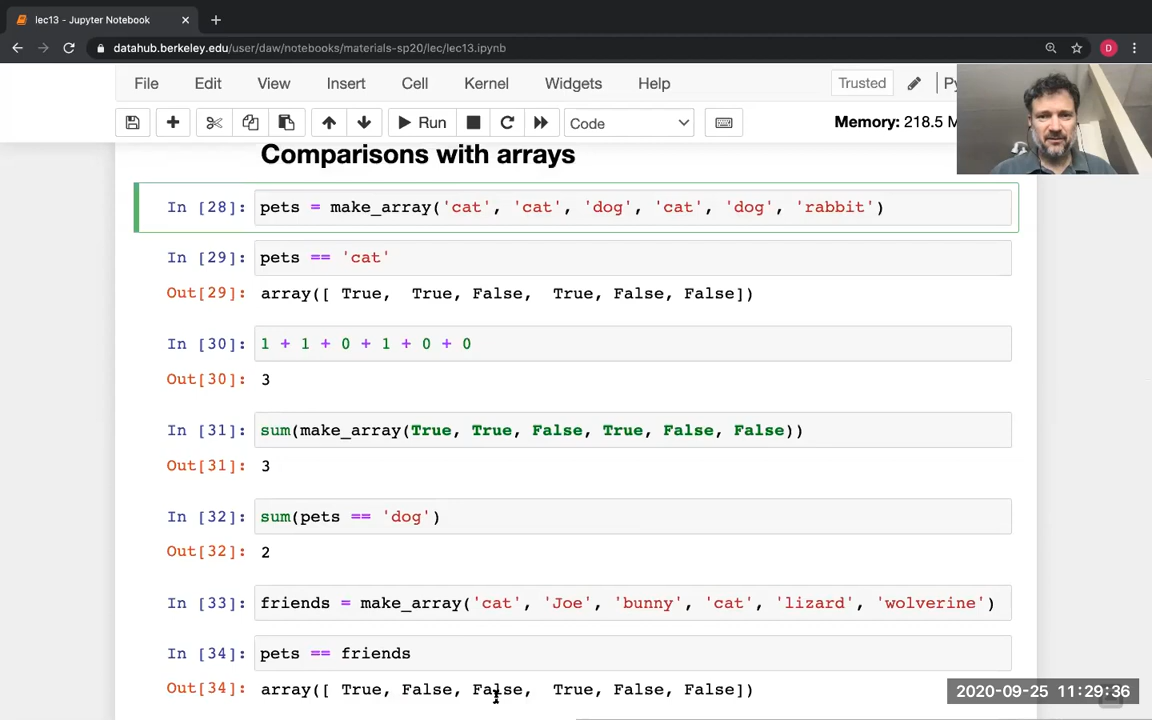 lec13 - Jupyter Notebook
datahub.berkeley.edu/user/daw/notebooks/materials-sp20/lec/lec13.ipynb
D
File Edit View Insert Cell Kernel Widgets Help Trusted Py
Run Code Memory: 218.5 M
Comparisons with arrays
In [28]: pets = make_array('cat', 'cat', 'dog', 'cat', 'dog', 'rabbit')
In [29]: pets == 'cat'
Out[29]: array([ True,  True, False,  True, False, False])
In [30]: 1 + 1 + 0 + 1 + 0 + 0
Out[30]: 3
In [31]: sum(make_array(True, True, False, True, False, False))
Out[31]: 3
In [32]: sum(pets == 'dog')
Out[32]: 2
In [33]: friends = make_array('cat', 'Joe', 'bunny', 'cat', 'lizard', 'wolverine')
In [34]: pets == friends
Out[34]: array([ True, False, False,  True, False, False])
2020-09-25 11:29:36